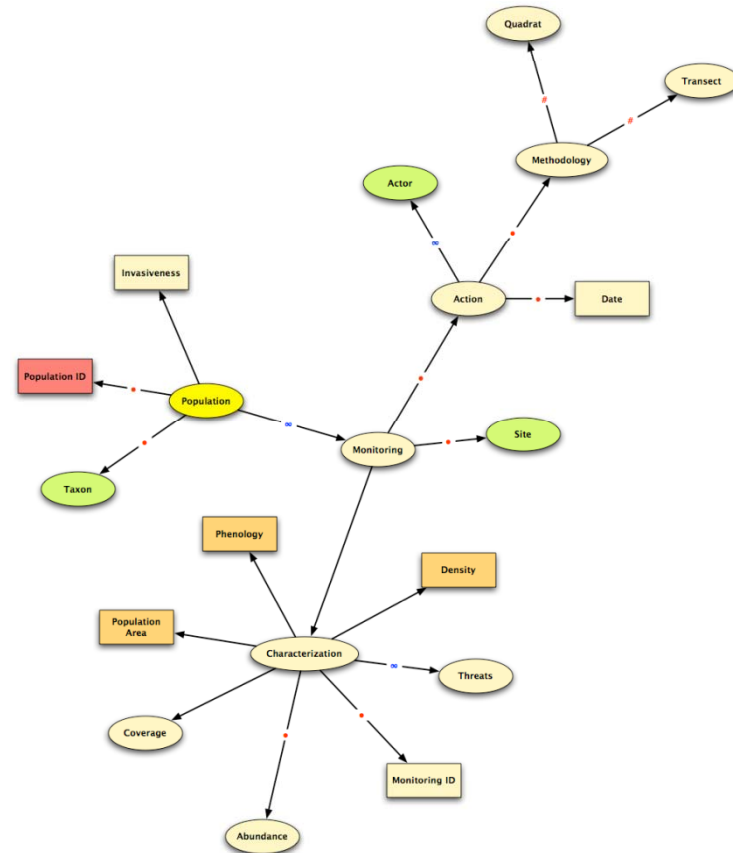 Quadrat
#
Transect
#
Methodology
Actor
∞
Invasiveness
Action
Date
Population ID
Population
∞
Site
Monitoring
Taxon
Phenology
Density
Population
Area
Characterization
∞
Threats
Coverage
Monitoring ID
Abundance